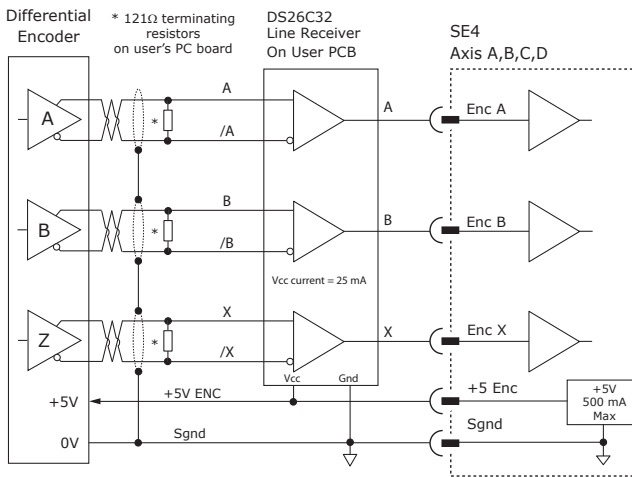 Differential
Encoder
* 121Ω terminating
resistors
on user's PC board
DS26C32
Line Receiver
On User PCB
SE4
Axis A,B,C,D
A
*
A
/A
A
Enc A
B
*
B
/B
B
Enc B
Vcc current = 25 mA
Z
*
X
/X
X
Enc X
Vcc
Gnd
+5V
+5V ENC
+5 Enc
+5V
500 mA
Max
0V
Sgnd
Sgnd